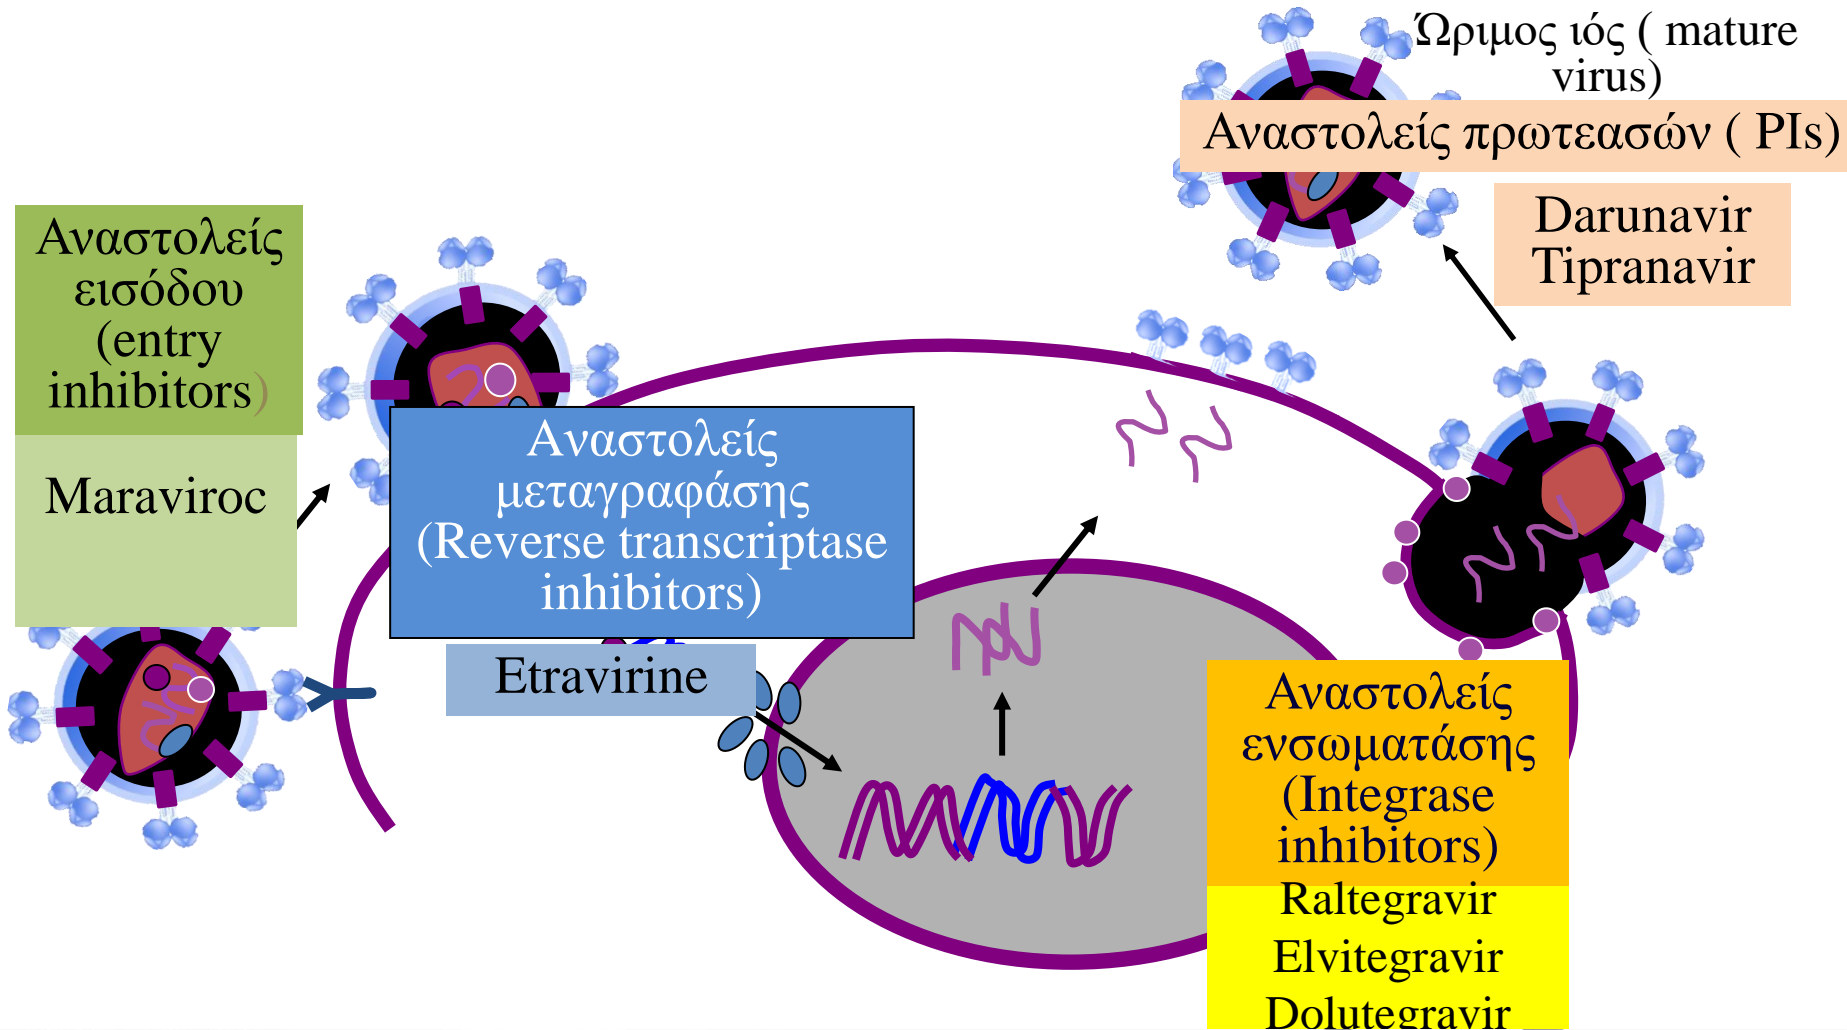 Ώριμος ιός ( mature
virus)
Αναστολείς πρωτεασών ( PIs)
Darunavir
Tipranavir
Αναστολείς
εισόδου
(entry
inhibitors)
Maraviroc
Αναστολείς
μεταγραφάσης
(Reverse transcriptase
inhibitors)
Etravirine
Αναστολείς
ενσωματάσης
(Integrase
inhibitors)
Raltegravir
Elvitegravir
Dolutegravir